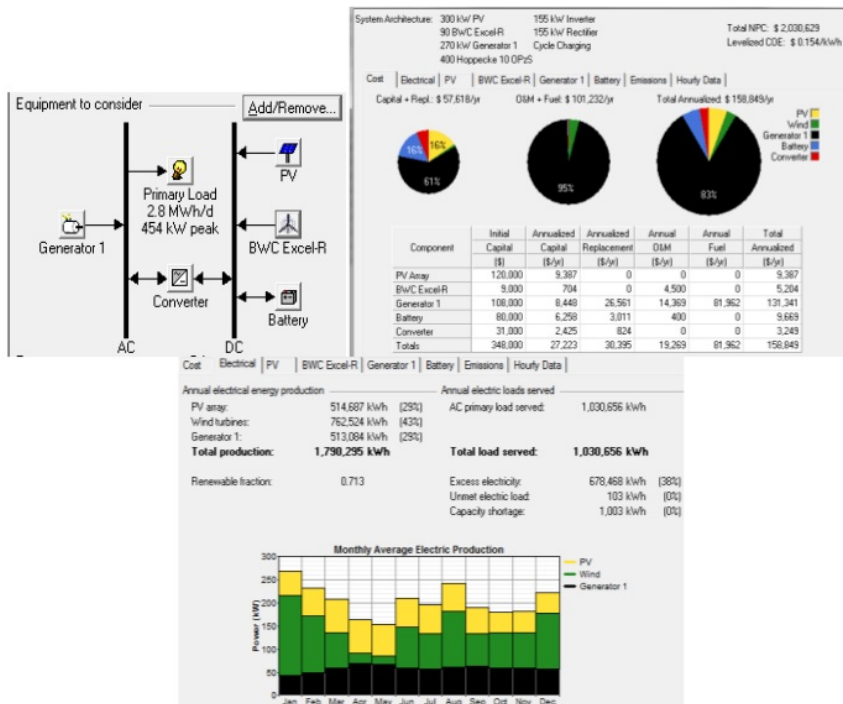 Equipment to consider
Add/Remove...
Primary Load
2.8 MWh/d
454 kW peak
PV
Generator 1
BWC Excel-R
Converter
Battery
AC
DC
System Architecture: 300 kW PV 155 kW Inverter
90 BWC Excel-R 155 kW Rectifier
270 kW Generator 1 Cycle Charging
400 Hoppecke 10 OPzS
Total NPC: $ 2,030,629
Levelized COE: $ 0.154/kWh
Cost Electrical PV BWC Excel-R Generator 1 Battery Emissions Hourly Data
Capital + Repl.: $ 57,618/yr O&M + Fuel: $ 101,232/yr Total Annualized: $ 158,849/yr
PV
Wind
Generator 1
Battery
Converter
16%
16%
61%
95%
83%
Component Initial Capital ($) Annualized Capital ($/yr) Annualized Replacement ($/yr) Annual O&M ($/yr) Annual Fuel ($/yr) Total Annualized ($/yr)
PV Array 120,000 9,387 0 0 0 9,387
BWC Excel-R 9,000 704 0 4,500 0 5,204
Generator 1 108,000 8,448 26,561 14,369 81,962 131,341
Battery 80,000 6,258 3,011 400 0 9,669
Converter 31,000 2,425 824 0 0 3,249
Totals 348,000 27,223 30,395 19,269 81,962 158,849
Cost Electrical PV BWC Excel-R Generator 1 Battery Emissions Hourly Data
Annual electrical energy production
PV array: 514,687 kWh (29%)
Wind turbines: 762,524 kWh (43%)
Generator 1: 513,084 kWh (29%)
Total production: 1,790,295 kWh
Renewable fraction: 0.713
Annual electric loads served
AC primary load served: 1,030,656 kWh
Total load served: 1,030,656 kWh
Excess electricity: 678,468 kWh (38%)
Unmet electric load: 103 kWh (0%)
Capacity shortage: 1,003 kWh (0%)
Monthly Average Electric Production
Power (kW)
300
250
200
150
100
50
0
Jan Feb Mar Apr May Jun Jul Aug Sep Oct Nov Dec
PV
Wind
Generator 1